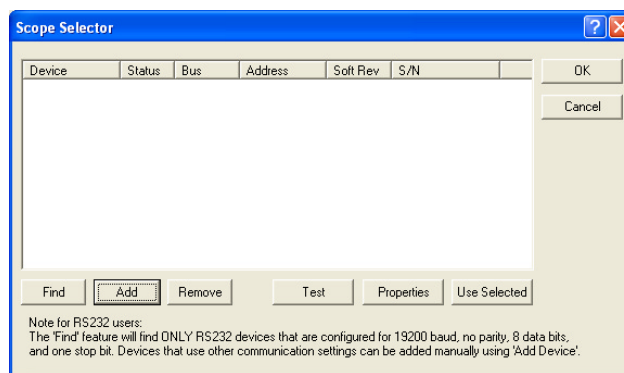 Scope Selector
Device Status Bus Address Soft Rev S/N
OK
Cancel
Find Add Remove Test Properties Use Selected
Note for RS232 users:
The 'Find' feature will find ONLY RS232 devices that are configured for 19200 baud, no parity, 8 data bits,
and one stop bit. Devices that use other communication settings can be added manually using 'Add Device'.